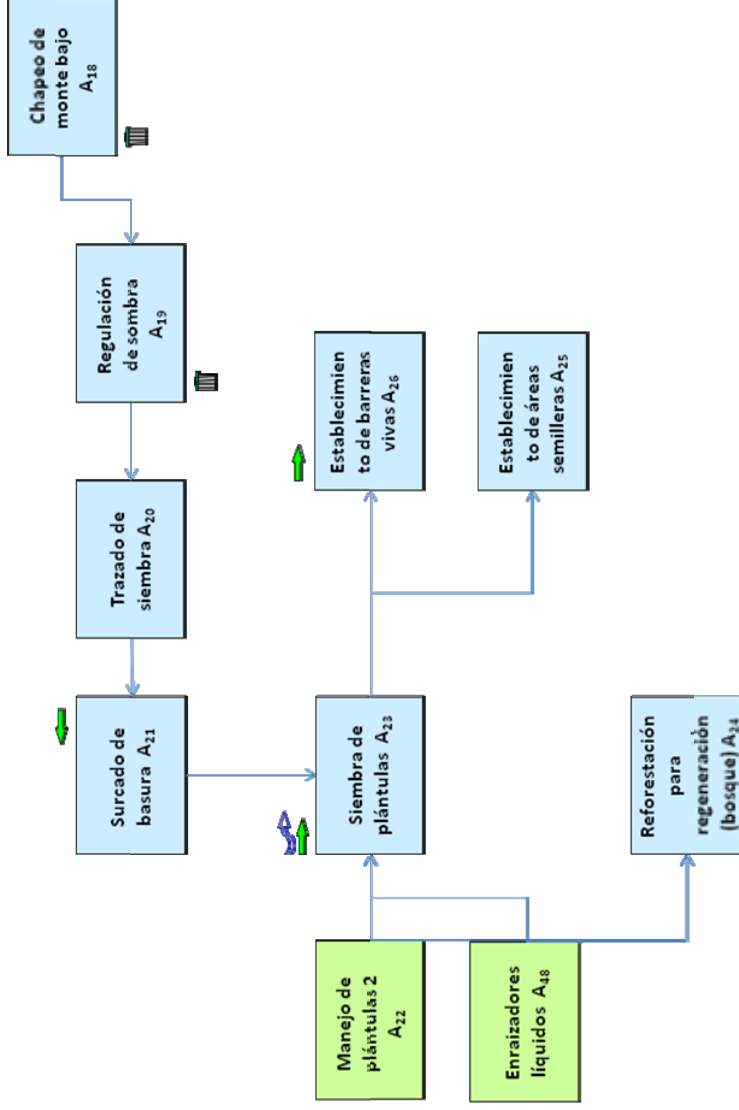 Chapeo de
monte bajo
A18
Regulación
de sombra
A19
Trazado de
siembra A20
Surcado de
basura A21
Siembra de
plántulas A23
Establecimien
to de barreras
vivas A26
Establecimien
to de áreas
semilleras A25
Manejo de
plántulas 2
A22
Enraizadores
líquidos A48
Reforestación
para
regeneración
(bosque) A24